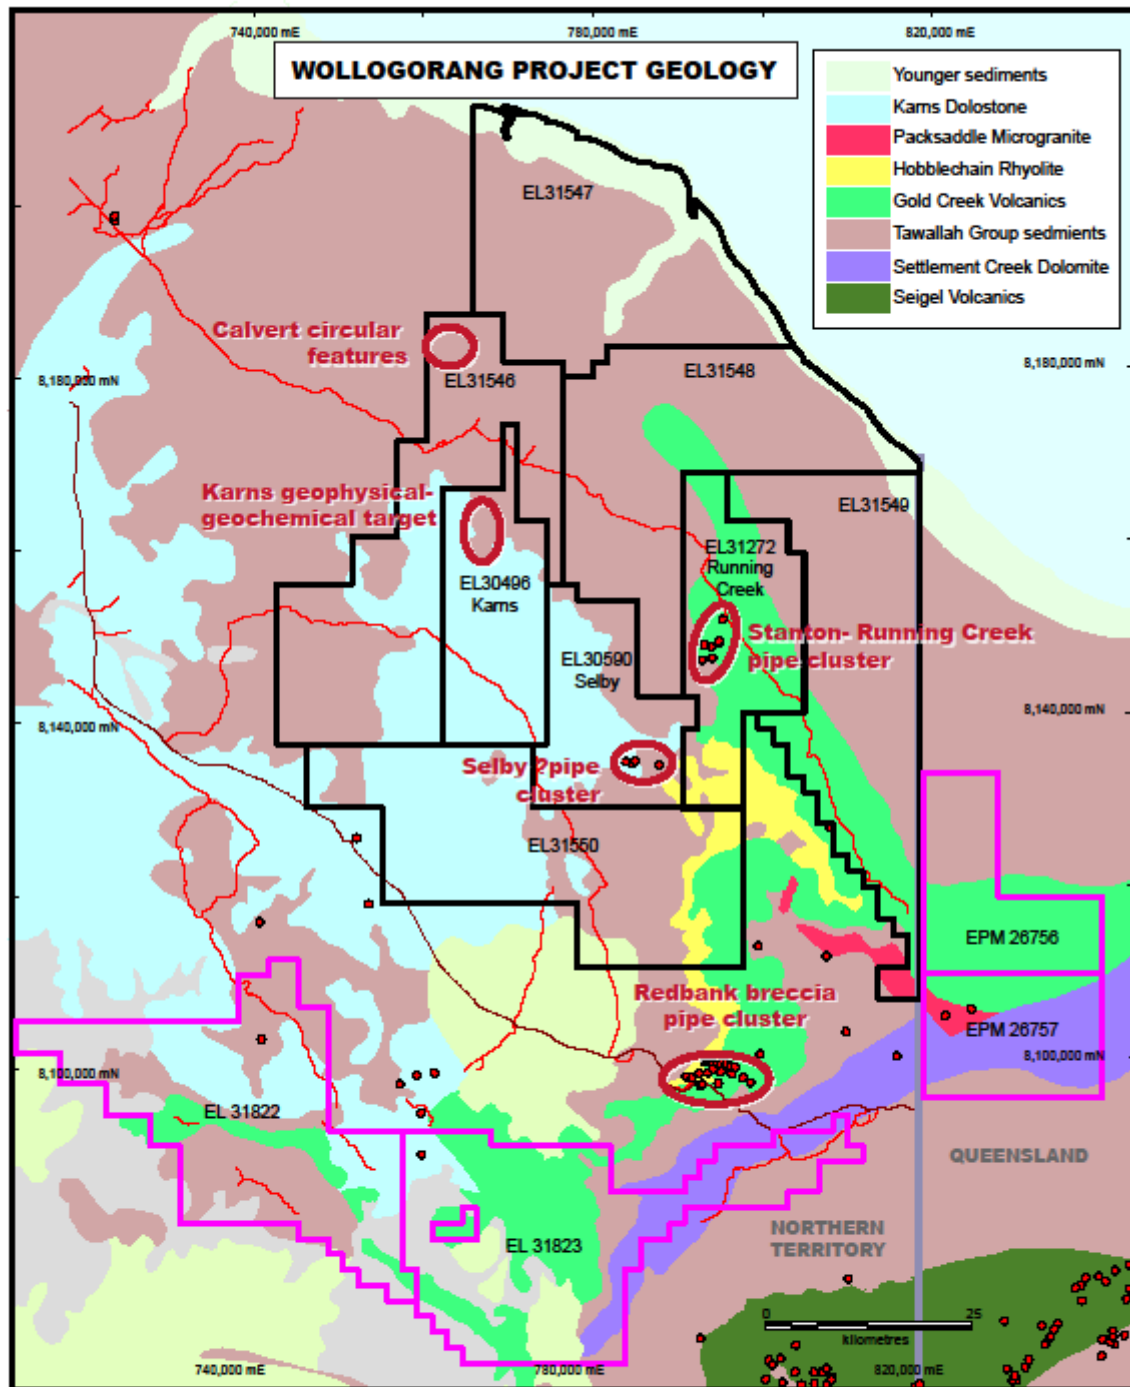 740,000 mE
780,000 mE
820,000 mE
WOLLOGORANG PROJECT GEOLOGY
Younger sediments
Karns Dolostone
Packsaddle Microgranite
Hobblechain Rhyolite
Gold Creek Volcanics
Tawallah Group sedmients
Settlement Creek Dolomite
Seigel Volcanics
EL31547
Calvert circular
features
EL31546
EL31548
8,180,000 mN
8,180,000 mN
Karns geophysical-
geochemical target
EL31549
EL31272
Running
Creek
EL30496
Karns
Stanton- Running Creek
pipe cluster
EL30590
Selby
8,140,000 mN
8,140,000 mN
Selby ?pipe
cluster
EL31550
EPM 26756
Redbank breccia
pipe cluster
EPM 26757
8,100,000 mN
8,100,000 mN
EL 31822
QUEENSLAND
NORTHERN
TERRITORY
EL 31823
0
25
kilometres
740,000 mE
780,000 mE
820,000 mE